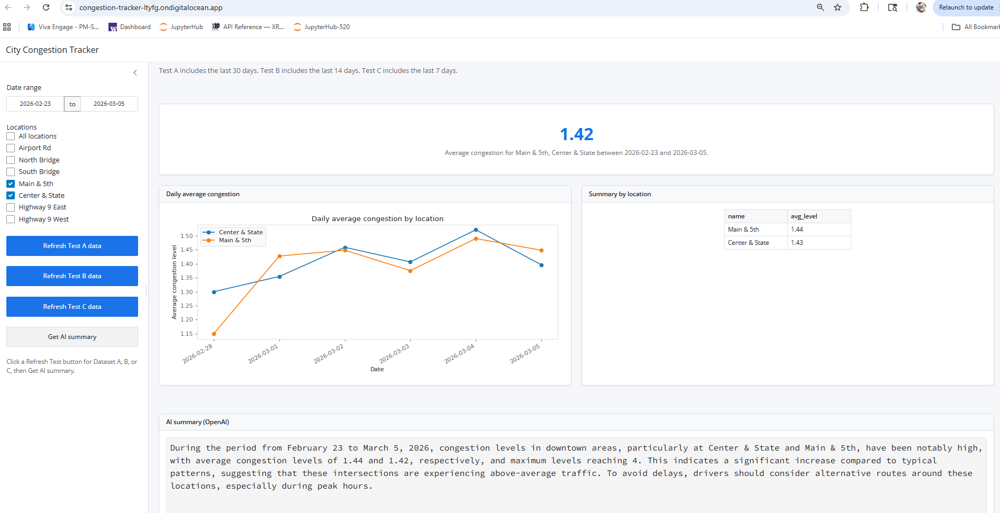 congestion-tracker-ltyfg.ondigitalocean.app
Relaunch to update
Viva Engage - PM-S...
Dashboard
JupyterHub
XRP
API Reference — XR...
JupyterHub-520
All Bookmark
City Congestion Tracker
Date range
2026-02-23 to 2026-03-05
Locations
All locations
Airport Rd
North Bridge
South Bridge
Main & 5th
Center & State
Highway 9 East
Highway 9 West
Refresh Test A data
Refresh Test B data
Refresh Test C data
Get AI summary
Click a Refresh Test button for Dataset A, B, or
C, then Get AI summary.
Test A includes the last 30 days. Test B includes the last 14 days. Test C includes the last 7 days.
1.42
Average congestion for Main & 5th, Center & State between 2026-02-23 and 2026-03-05.
Daily average congestion
Daily average congestion by location
Center & State
Main & 5th
Average congestion level
1.50
1.45
1.40
1.35
1.30
1.25
1.20
1.15
2026-02-28
2026-03-01
2026-03-02
2026-03-03
2026-03-04
2026-03-05
Date
Summary by location
name avg_level
Main & 5th 1.44
Center & State 1.43
AI summary (OpenAI)
During the period from February 23 to March 5, 2026, congestion levels in downtown areas, particularly at Center & State and Main & 5th, have been notably high,
with average congestion levels of 1.44 and 1.42, respectively, and maximum levels reaching 4. This indicates a significant increase compared to typical
patterns, suggesting that these intersections are experiencing above-average traffic. To avoid delays, drivers should consider alternative routes around these
locations, especially during peak hours.